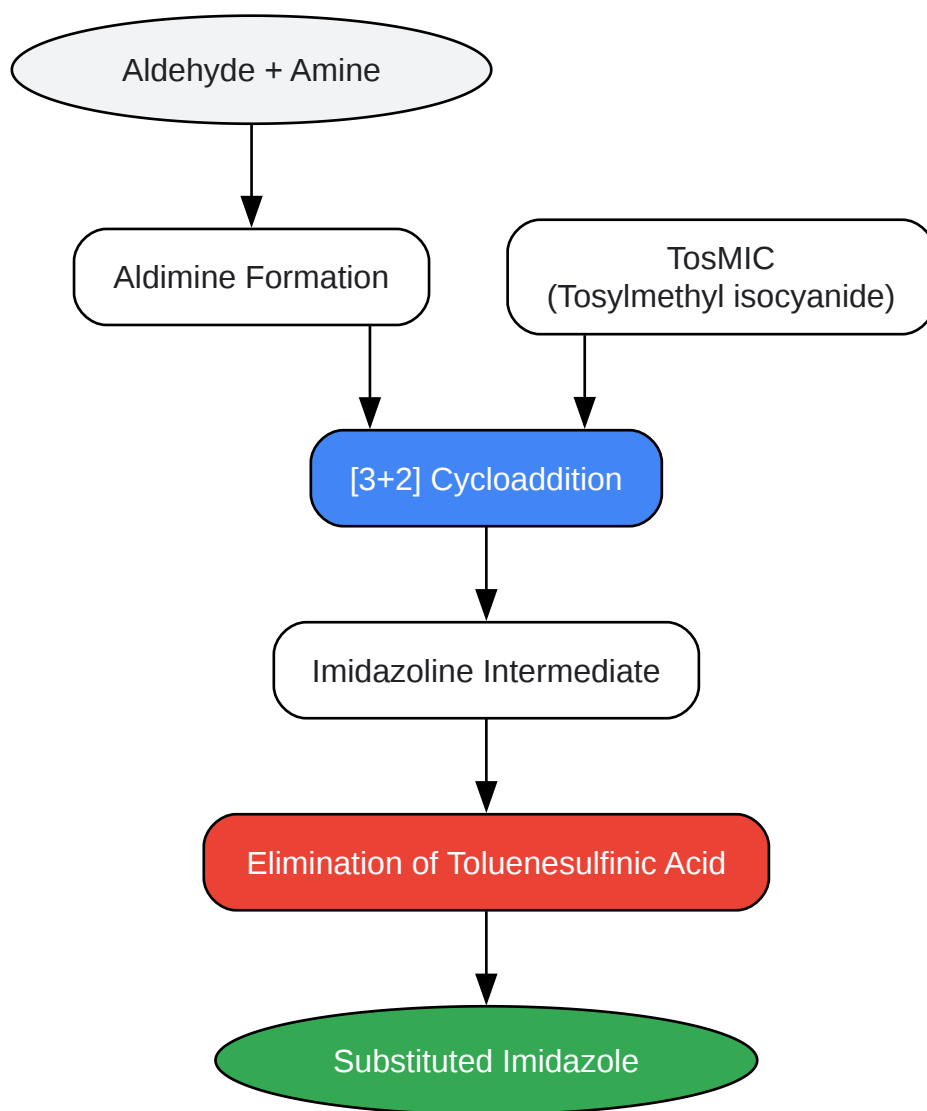 Aldehyde + Amine
Aldimine Formation
TosMIC
(Tosylmethyl isocyanide)
[3+2] Cycloaddition
Imidazoline Intermediate
Elimination of Toluenesulfinic Acid
Substituted Imidazole